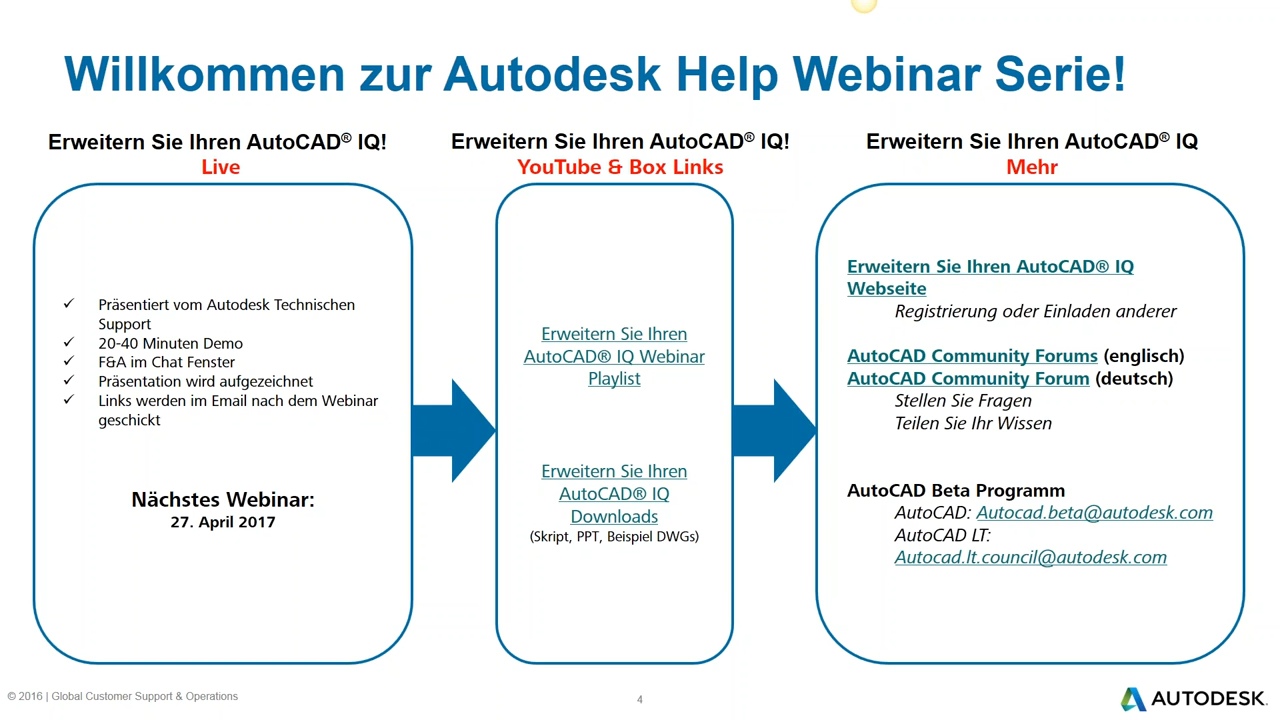 Willkommen zur Autodesk Help Webinar Serie!
Erweitern Sie Ihren AutoCAD® IQ!
Live
✓ Präsentiert vom Autodesk Technischen
Support
✓ 20-40 Minuten Demo
✓ F&A im Chat Fenster
✓ Präsentation wird aufgezeichnet
✓ Links werden im Email nach dem Webinar
geschickt
Nächstes Webinar:
27. April 2017
Erweitern Sie Ihren AutoCAD® IQ!
YouTube & Box Links
Erweitern Sie Ihren
AutoCAD® IQ Webinar
Playlist
Erweitern Sie Ihren
AutoCAD® IQ
Downloads
(Skript, PPT, Beispiel DWGs)
Erweitern Sie Ihren AutoCAD® IQ
Mehr
Erweitern Sie Ihren AutoCAD® IQ
Webseite
Registrierung oder Einladen anderer
AutoCAD Community Forums (englisch)
AutoCAD Community Forum (deutsch)
Stellen Sie Fragen
Teilen Sie Ihr Wissen
AutoCAD Beta Programm
AutoCAD: Autocad.beta@autodesk.com
AutoCAD LT:
Autocad.lt.council@autodesk.com
© 2016 | Global Customer Support & Operations
4
AUTODESK.